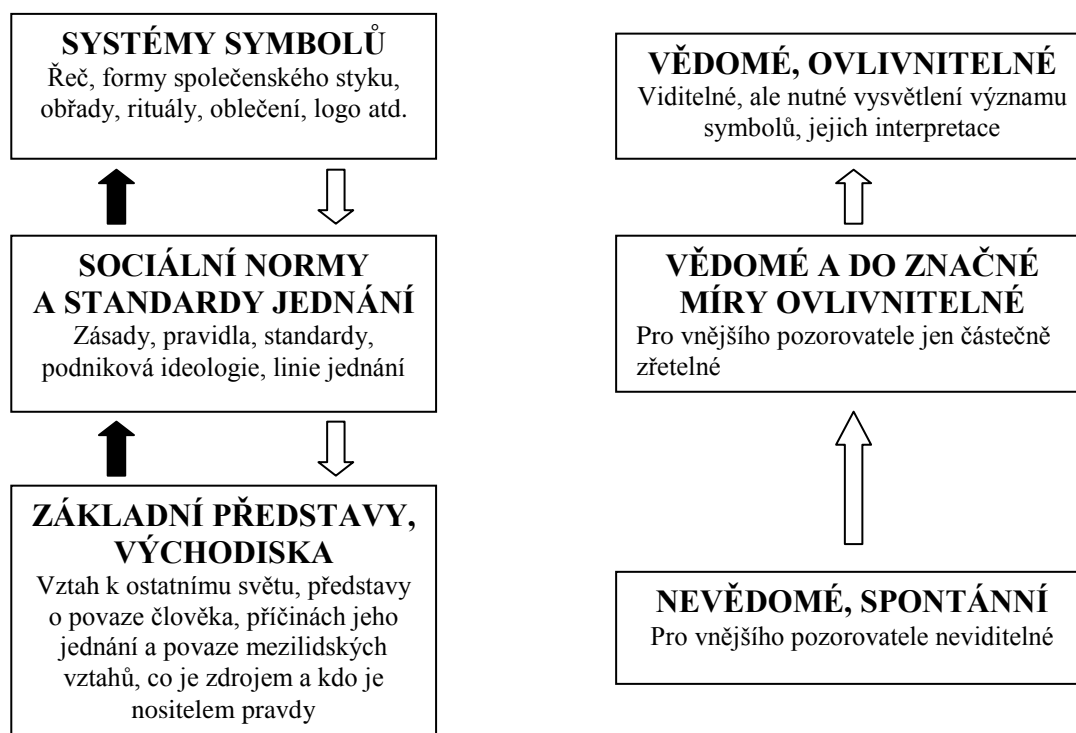 SYSTÉMY SYMBOLŮ
Řeč, formy společenského styku,
obřady, rituály, oblečení, logo atd.
VĚDOMÉ, OVLIVNITELNÉ
Viditelné, ale nutné vysvětlení významu
symbolů, jejich interpretace
SOCIÁLNÍ NORMY
A STANDARDY JEDNÁNÍ
Zásady, pravidla, standardy,
podniková ideologie, linie jednání
VĚDOMÉ A DO ZNAČNÉ
MÍRY OVLIVNITELNÉ
Pro vnějšího pozorovatele jen částečně
zřetelné
ZÁKLADNÍ PŘEDSTAVY,
VÝCHODISKA
Vztah k ostatnímu světu, představy
o povaze člověka, příčinách jeho
jednání a povaze mezilidských
vztahů, co je zdrojem a kdo je
nositelem pravdy
NEVĚDOMÉ, SPONTÁNNÍ
Pro vnějšího pozorovatele neviditelné